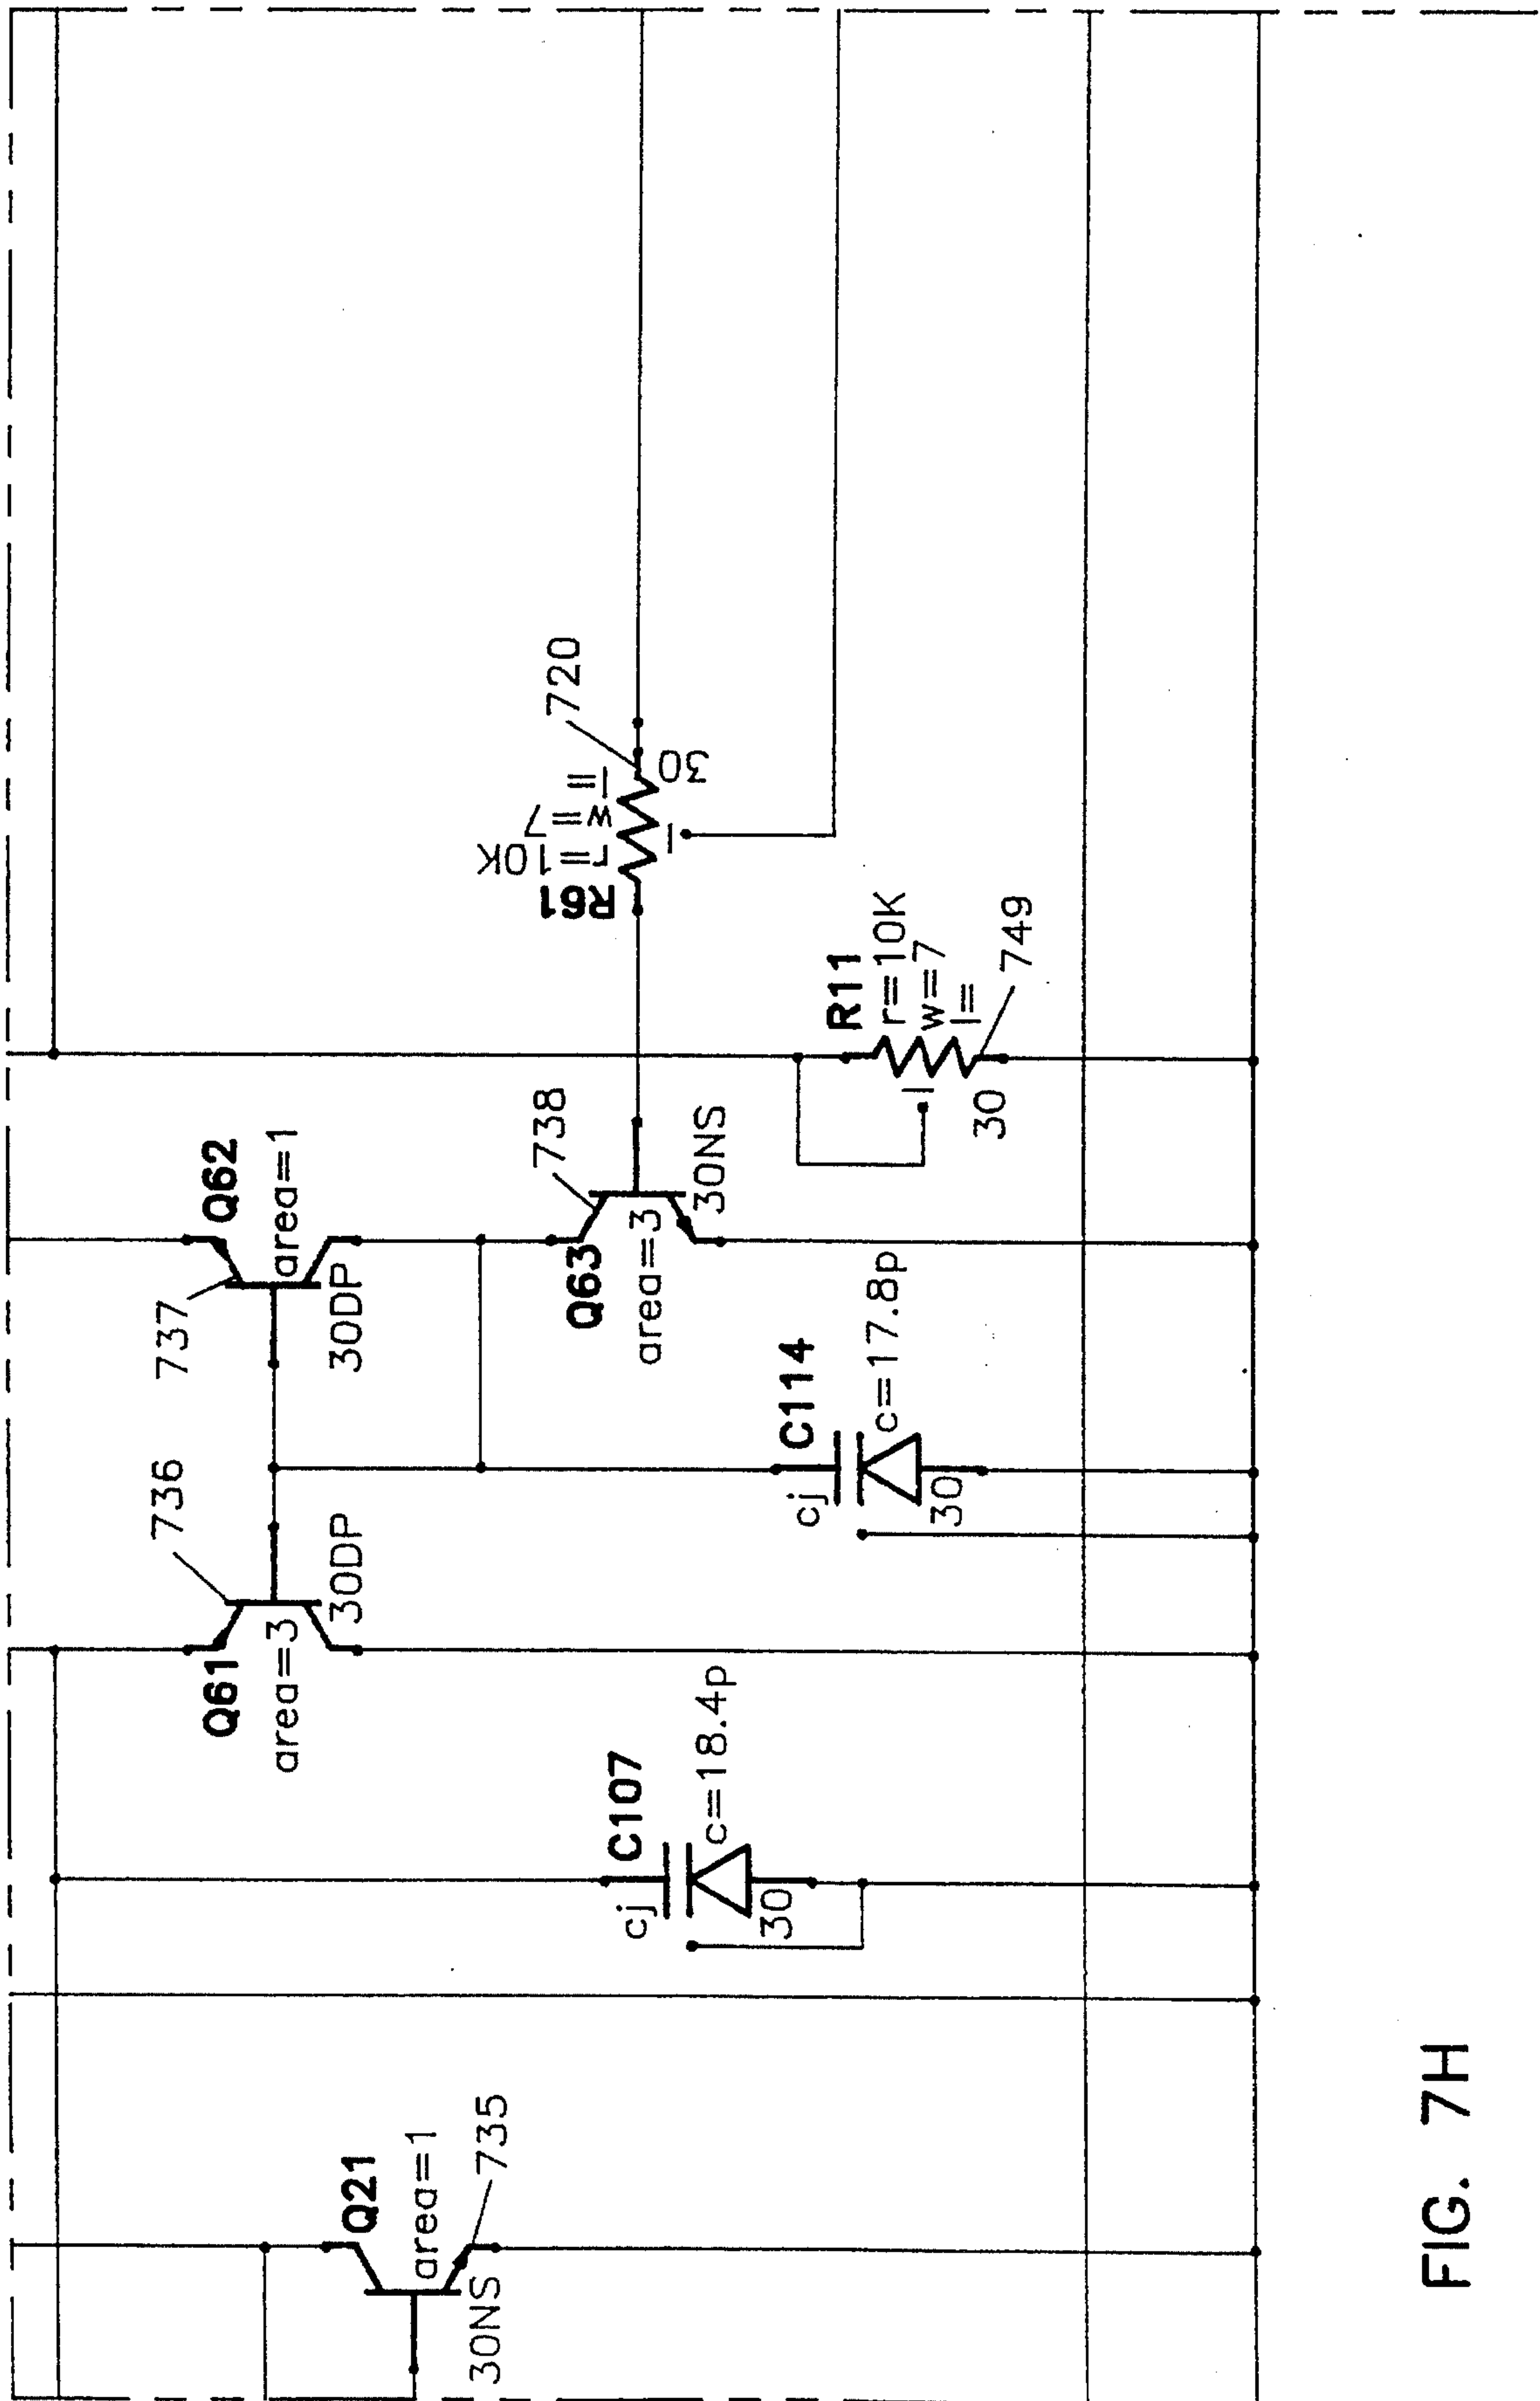 Q21
area=1
30NS
735
C107
cj
c=18.4p
30
736
Q61
area=3
30DP
737
Q62
area=1
30DP
738
Q63
area=3
30NS
C114
cj
c=17.8p
30
R11
r=10K
w=7
l=
30
749
R61
r=10K
w=7
l=
30
720
FIG. 7H